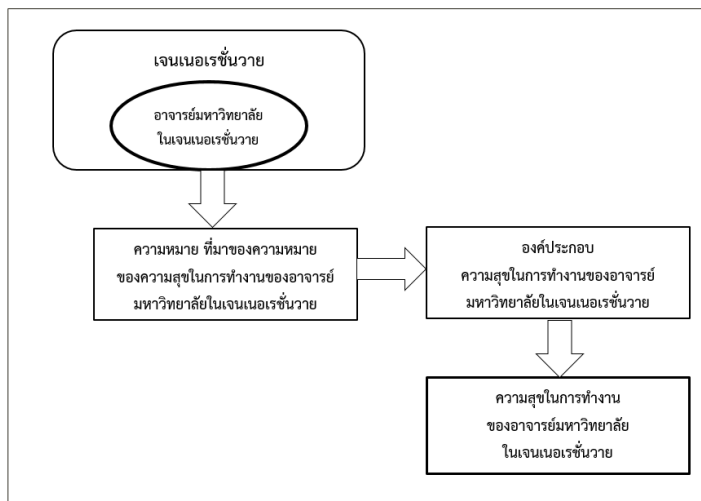 เจนเนอเรชั่นวาย
อาจารย์มหาวิทยาลัย
ในเจนเนอเรชั่นวาย
ความหมาย ที่มาของความหมาย
ของความสุขในการทำงานของอาจารย์
มหาวิทยาลัยในเจนเนอเรชั่นวาย
องค์ประกอบ
ความสุขในการทำงานของอาจารย์
มหาวิทยาลัยในเจนเนอเรชั่นวาย
ความสุขในการทำงาน
ของอาจารย์มหาวิทยาลัย
ในเจนเนอเรชั่นวาย